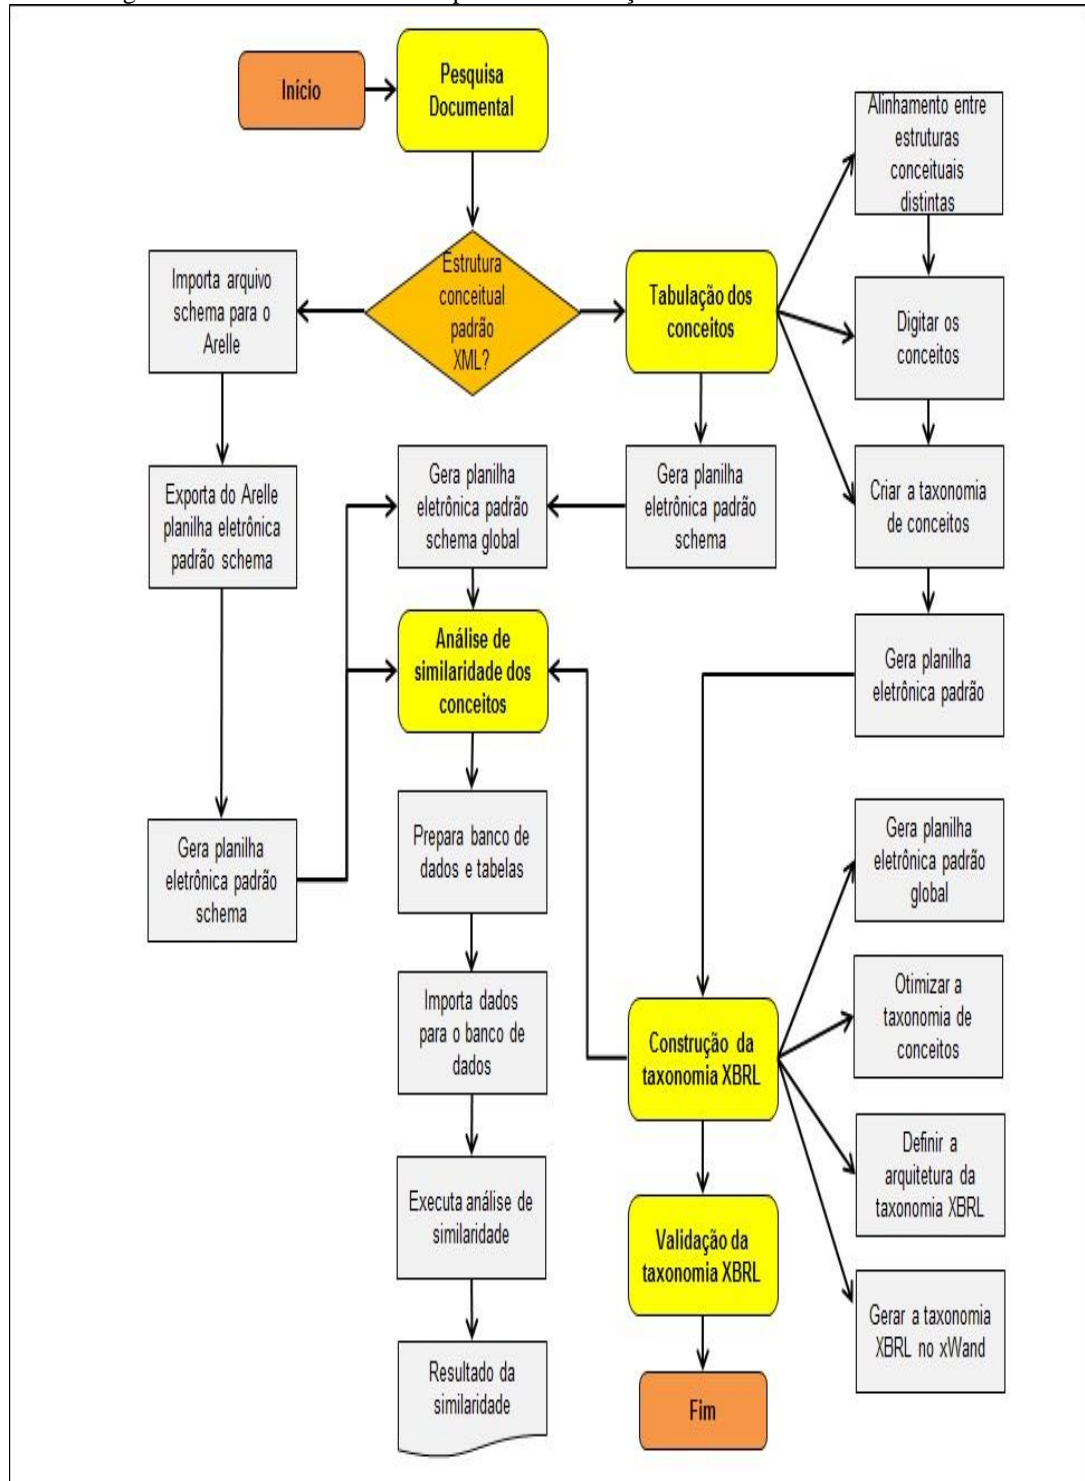 Início
Pesquisa
Documental
Alinhamento entre
estruturas
conceituais
distintas
Estrutura
conceitual
padrão
XML?
Importa arquivo
schema para o
Arelle
Tabulação dos
conceitos
Digitar os
conceitos
Exporta do Arelle
planilha eletrônica
padrão schema
Gera planilha
eletrônica padrão
schema global
Gera planilha
eletrônica padrão
schema
Criar a taxonomia
de conceitos
Análise de
similaridade dos
conceitos
Gera planilha
eletrônica padrão
Gera planilha
eletrônica padrão
schema
Prepara banco de
dados e tabelas
Gera planilha
eletrônica padrão
global
Importa dados
para o banco de
dados
Construção da
taxonomia XBRL
Otimizar a
taxonomia de
conceitos
Executa análise de
similaridade
Validação da
taxonomia XBRL
Definir a
arquitetura da
taxonomia XBRL
Gerar a taxonomia
XBRL no xWand
Resultado da
similaridade
Fim